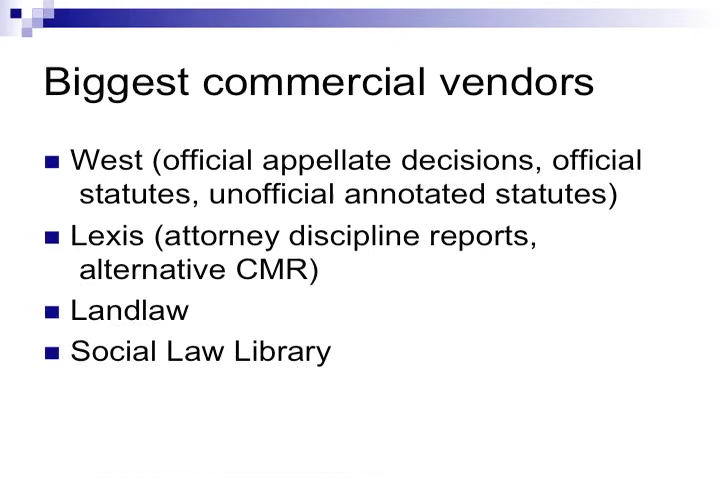 Biggest commercial vendors
West (official appellate decisions, official
statutes, unofficial annotated statutes)
Lexis (attorney discipline reports,
alternative CMR)
Landlaw
Social Law Library